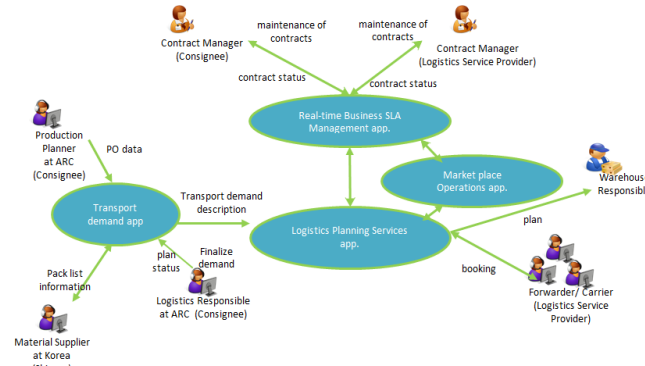 maintenance of
contracts
maintenance of
contracts
Contract Manager
(Consignee)
Contract Manager
(Logistics Service Provider)
contract status
contract status
Real-time Business SLA
Management app.
Production
Planner
at ARC
(Consignee)
PO data
Market place
Operations app.
Warehous
Responsibl
Transport
demand app
Transport demand
description
Logistics Planning Services
app.
plan
plan
status
Finalize
demand
booking
Pack list
information
Logistics Responsible
at ARC (Consignee)
Forwarder/ Carrier
(Logistics Service
Provider)
Material Supplier
at Korea